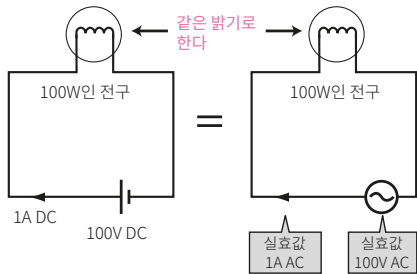 같은 밝기로
한다
100W인 전구
100W인 전구
=
1A DC
100V DC
실효값
1A AC
실효값
100V AC